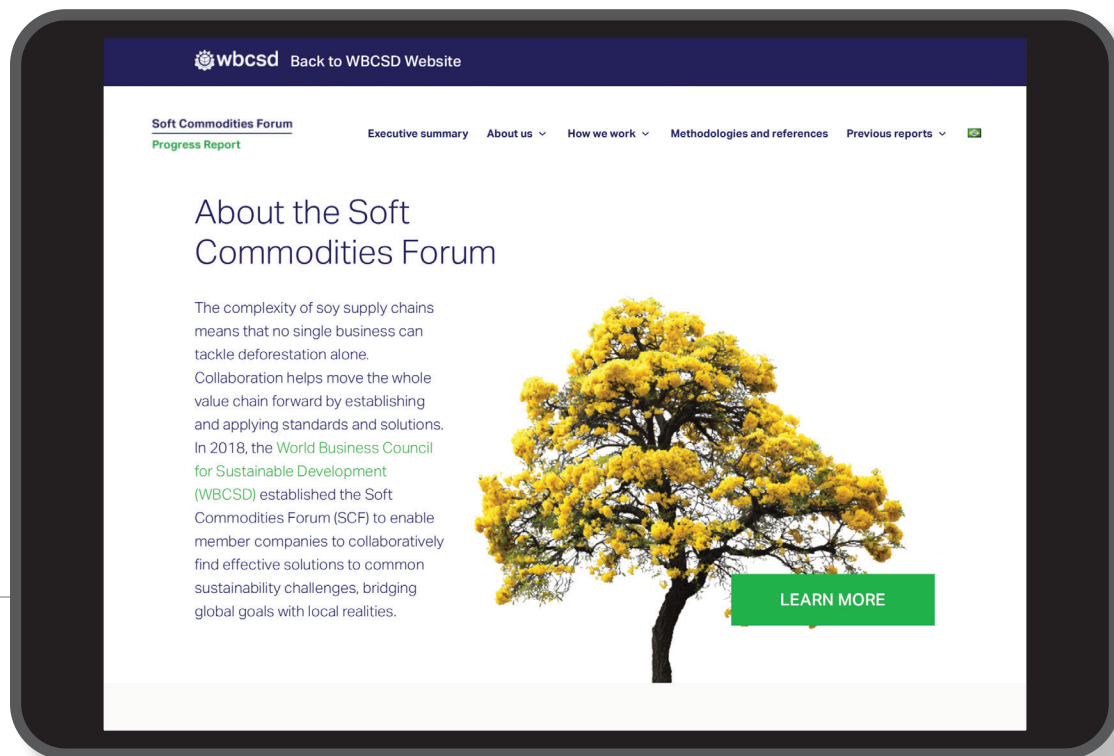 wbcsd Back to WBCSD Website
Soft Commodities Forum
Progress Report
Executive summary About us How we work Methodologies and references Previous reports
About the Soft
Commodities Forum
The complexity of soy supply chains
means that no single business can
tackle deforestation alone.
Collaboration helps move the whole
value chain forward by establishing
and applying standards and solutions.
In 2018, the World Business Council
for Sustainable Development
(WBCSD) established the Soft
Commodities Forum (SCF) to enable
member companies to collaboratively
find effective solutions to common
sustainability challenges, bridging
global goals with local realities.
LEARN MORE